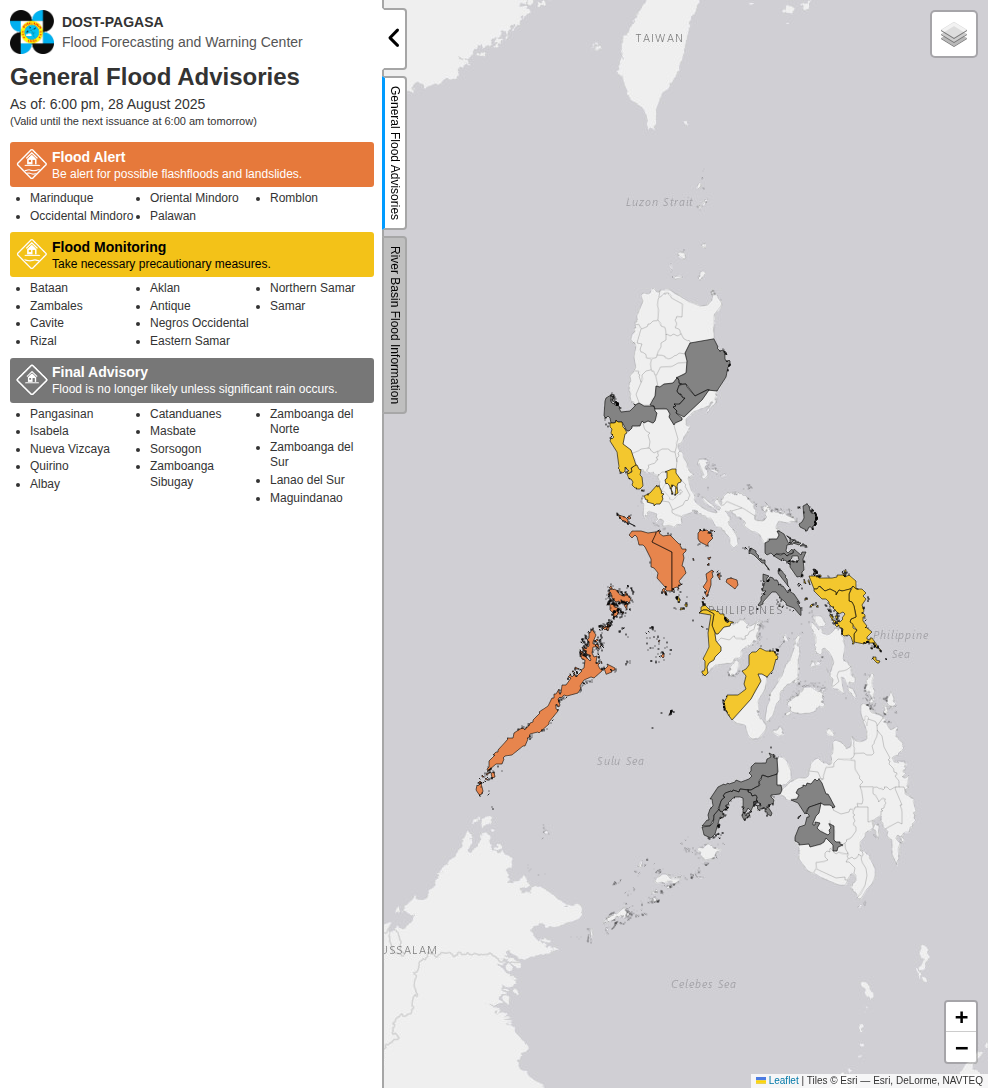 DOST-PAGASA
Flood Forecasting and Warning Center
General Flood Advisories
As of: 6:00 pm, 28 August 2025
(Valid until the next issuance at 6:00 am tomorrow)
Flood Alert
Be alert for possible flashfloods and landslides.
Marinduque
Occidental Mindoro
Oriental Mindoro
Palawan
Romblon
Flood Monitoring
Take necessary precautionary measures.
Bataan
Zambales
Cavite
Rizal
Aklan
Antique
Negros Occidental
Eastern Samar
Northern Samar
Samar
Final Advisory
Flood is no longer likely unless significant rain occurs.
Pangasinan
Isabela
Nueva Vizcaya
Quirino
Albay
Catanduanes
Masbate
Sorsogon
Zamboanga
Sibugay
Zamboanga del
Norte
Zamboanga del
Sur
Lanao del Sur
Maguindanao
General Flood Advisories
River Basin Flood Information
TAIWAN
Luzon Strait
PHILIPPINES
Philippine
Sea
Sulu Sea
USSALAM
Celebes Sea
+
−
Leaflet | Tiles © Esri — Esri, DeLorme, NAVTEQ